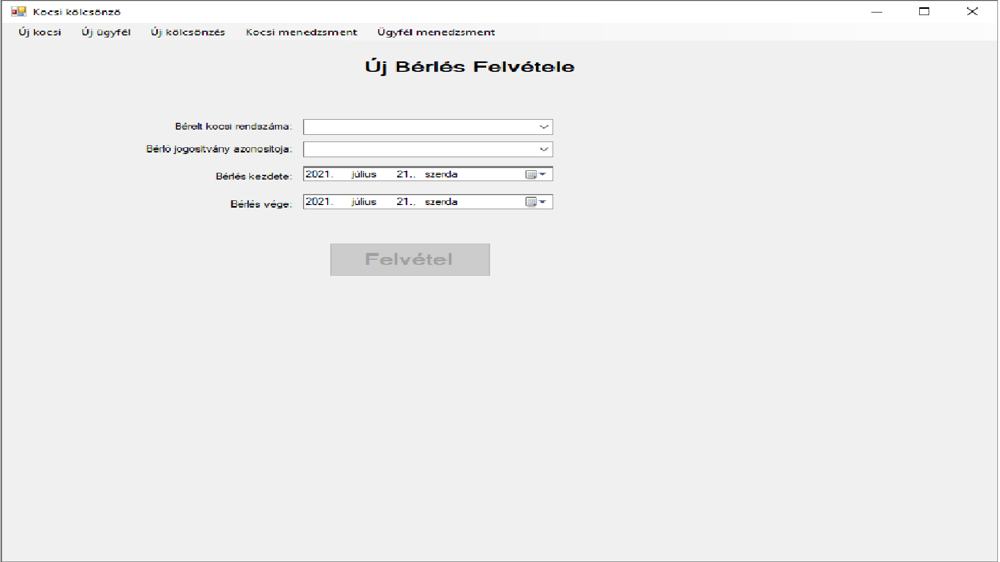 Kocsi kölcsönző
Új kocsi Új ügyfél Új kölcsönzés Kocsi menedzsment Ügyfél menedzsment
Új Bérlés Felvétele
Bérelt kocsi rendszáma:
Bérlő jogositvány azonositoja:
Bérlés kezdete: 2021. július 21., szerda
Bérlés vége: 2021. július 21., szerda
Felvétel